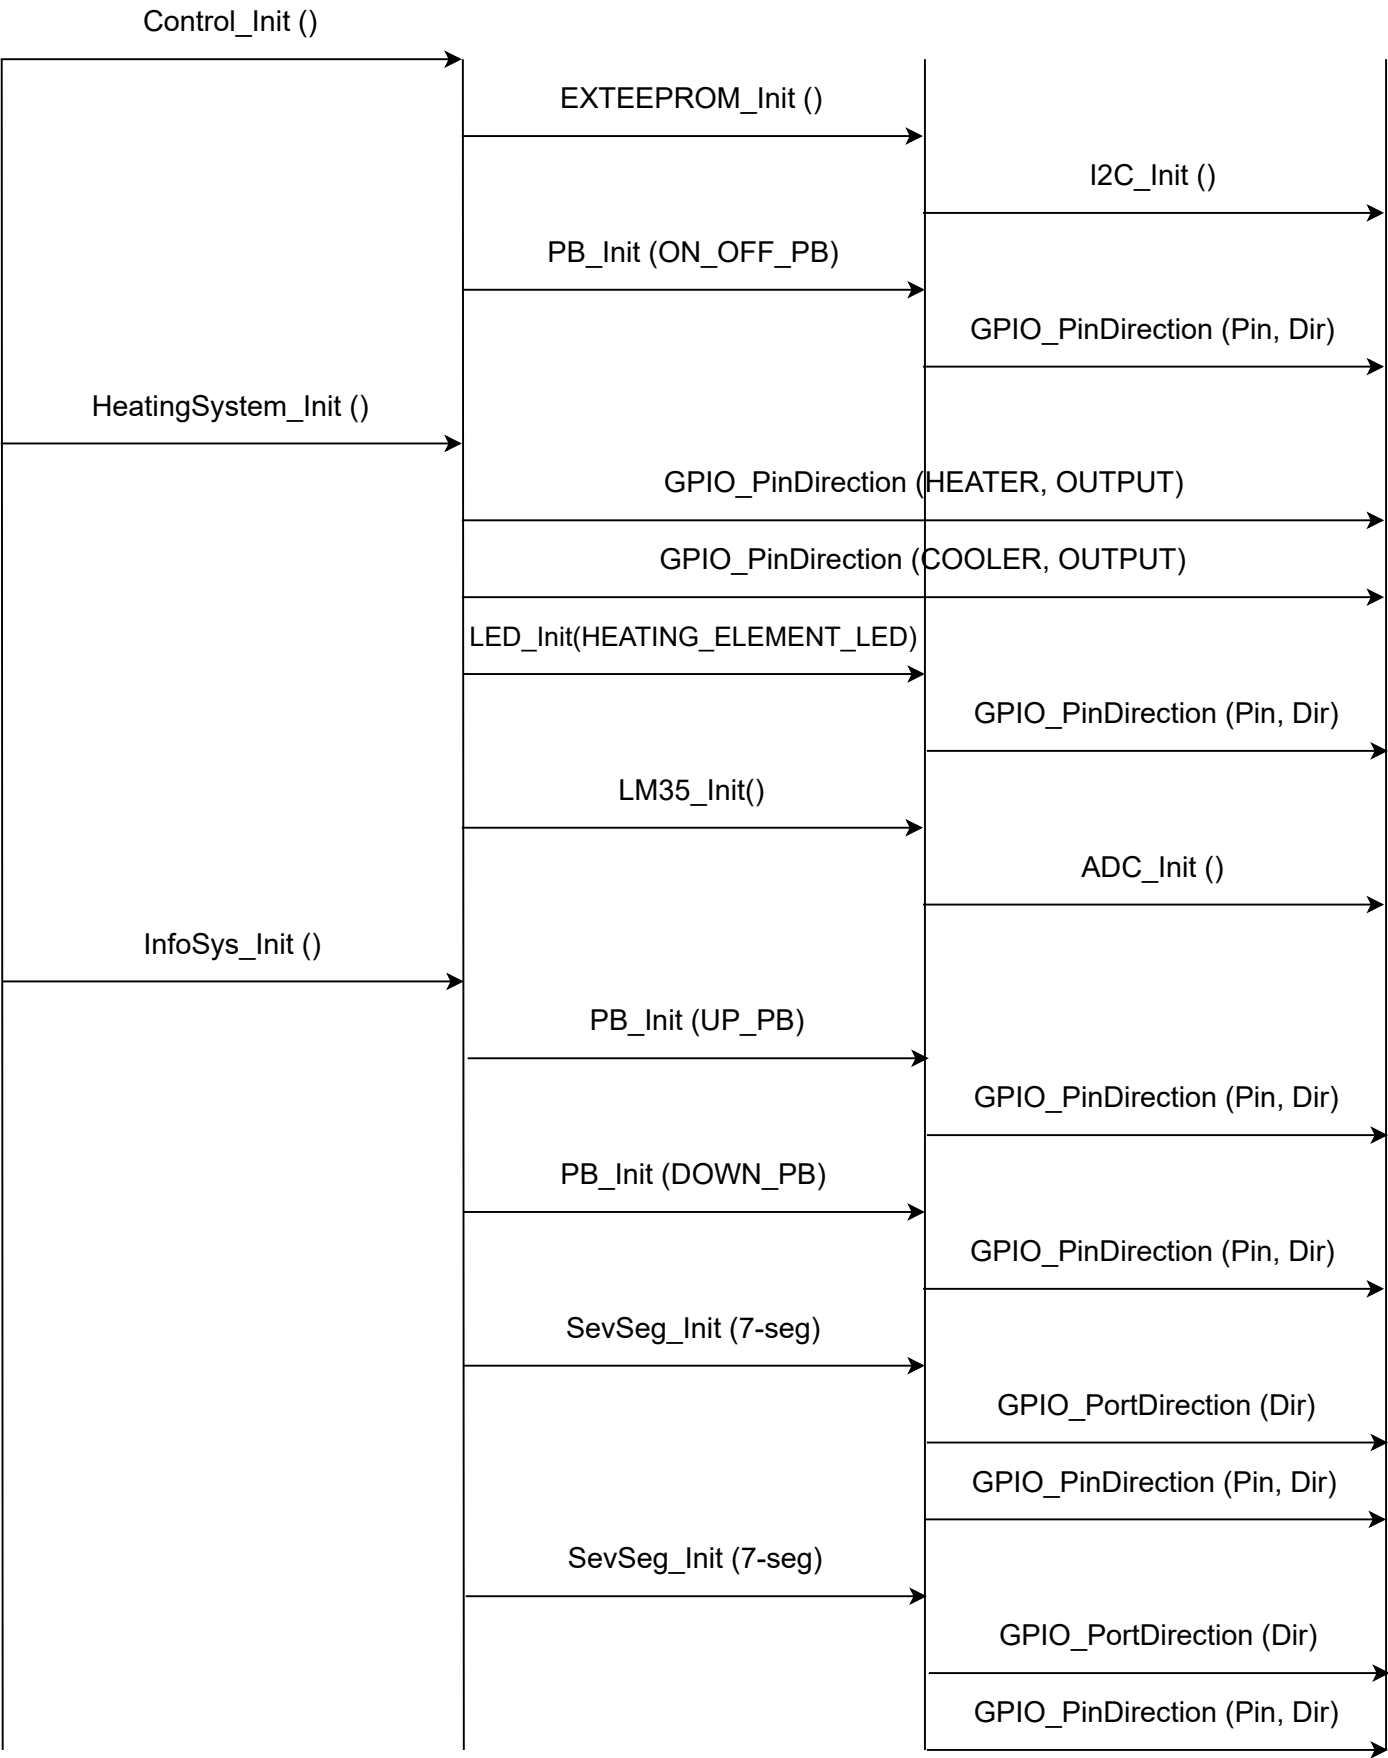 Control_Init ()
EXTEEPROM_Init ()
I2C_Init ()
PB_Init (ON_OFF_PB)
GPIO_PinDirection (Pin, Dir)
HeatingSystem_Init ()
GPIO_PinDirection (HEATER, OUTPUT)
GPIO_PinDirection (COOLER, OUTPUT)
LED_Init(HEATING_ELEMENT_LED)
GPIO_PinDirection (Pin, Dir)
LM35_Init()
ADC_Init ()
InfoSys_Init ()
PB_Init (UP_PB)
GPIO_PinDirection (Pin, Dir)
PB_Init (DOWN_PB)
GPIO_PinDirection (Pin, Dir)
SevSeg_Init (7-seg)
GPIO_PortDirection (Dir)
GPIO_PinDirection (Pin, Dir)
SevSeg_Init (7-seg)
GPIO_PortDirection (Dir)
GPIO_PinDirection (Pin, Dir)